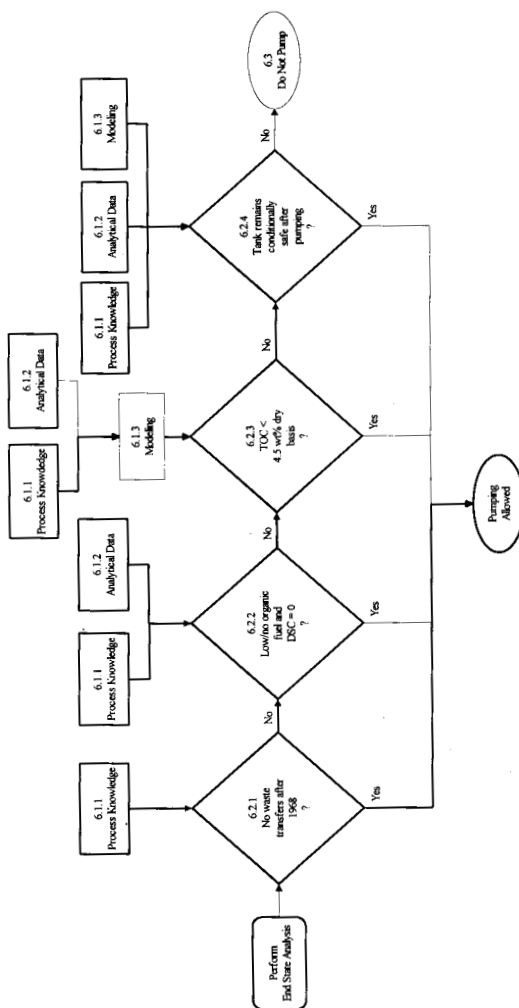 Perform
End State Analysis
6.1.1
Process Knowledge
6.2.1
No waste
transfers after
1968
?
No
Yes
6.1.1
Process Knowledge
6.1.2
Analytical Data
6.2.2
Low/no organic
fuel and
DSC = 0
?
No
Yes
6.1.1
Process Knowdedge
6.1.2
Analytical Data
6.1.3
Modeling
6.2.3
TOC <
4.5 wt% dry
basis
?
No
Yes
6.1.1
Process Knowledge
6.1.2
Analytical Data
6.1.3
Modeling
6.2.4
Tank remains
conditionally
safe after
pumping
?
No
Yes
6.3
Do Not Pump
Pumping
Allowed